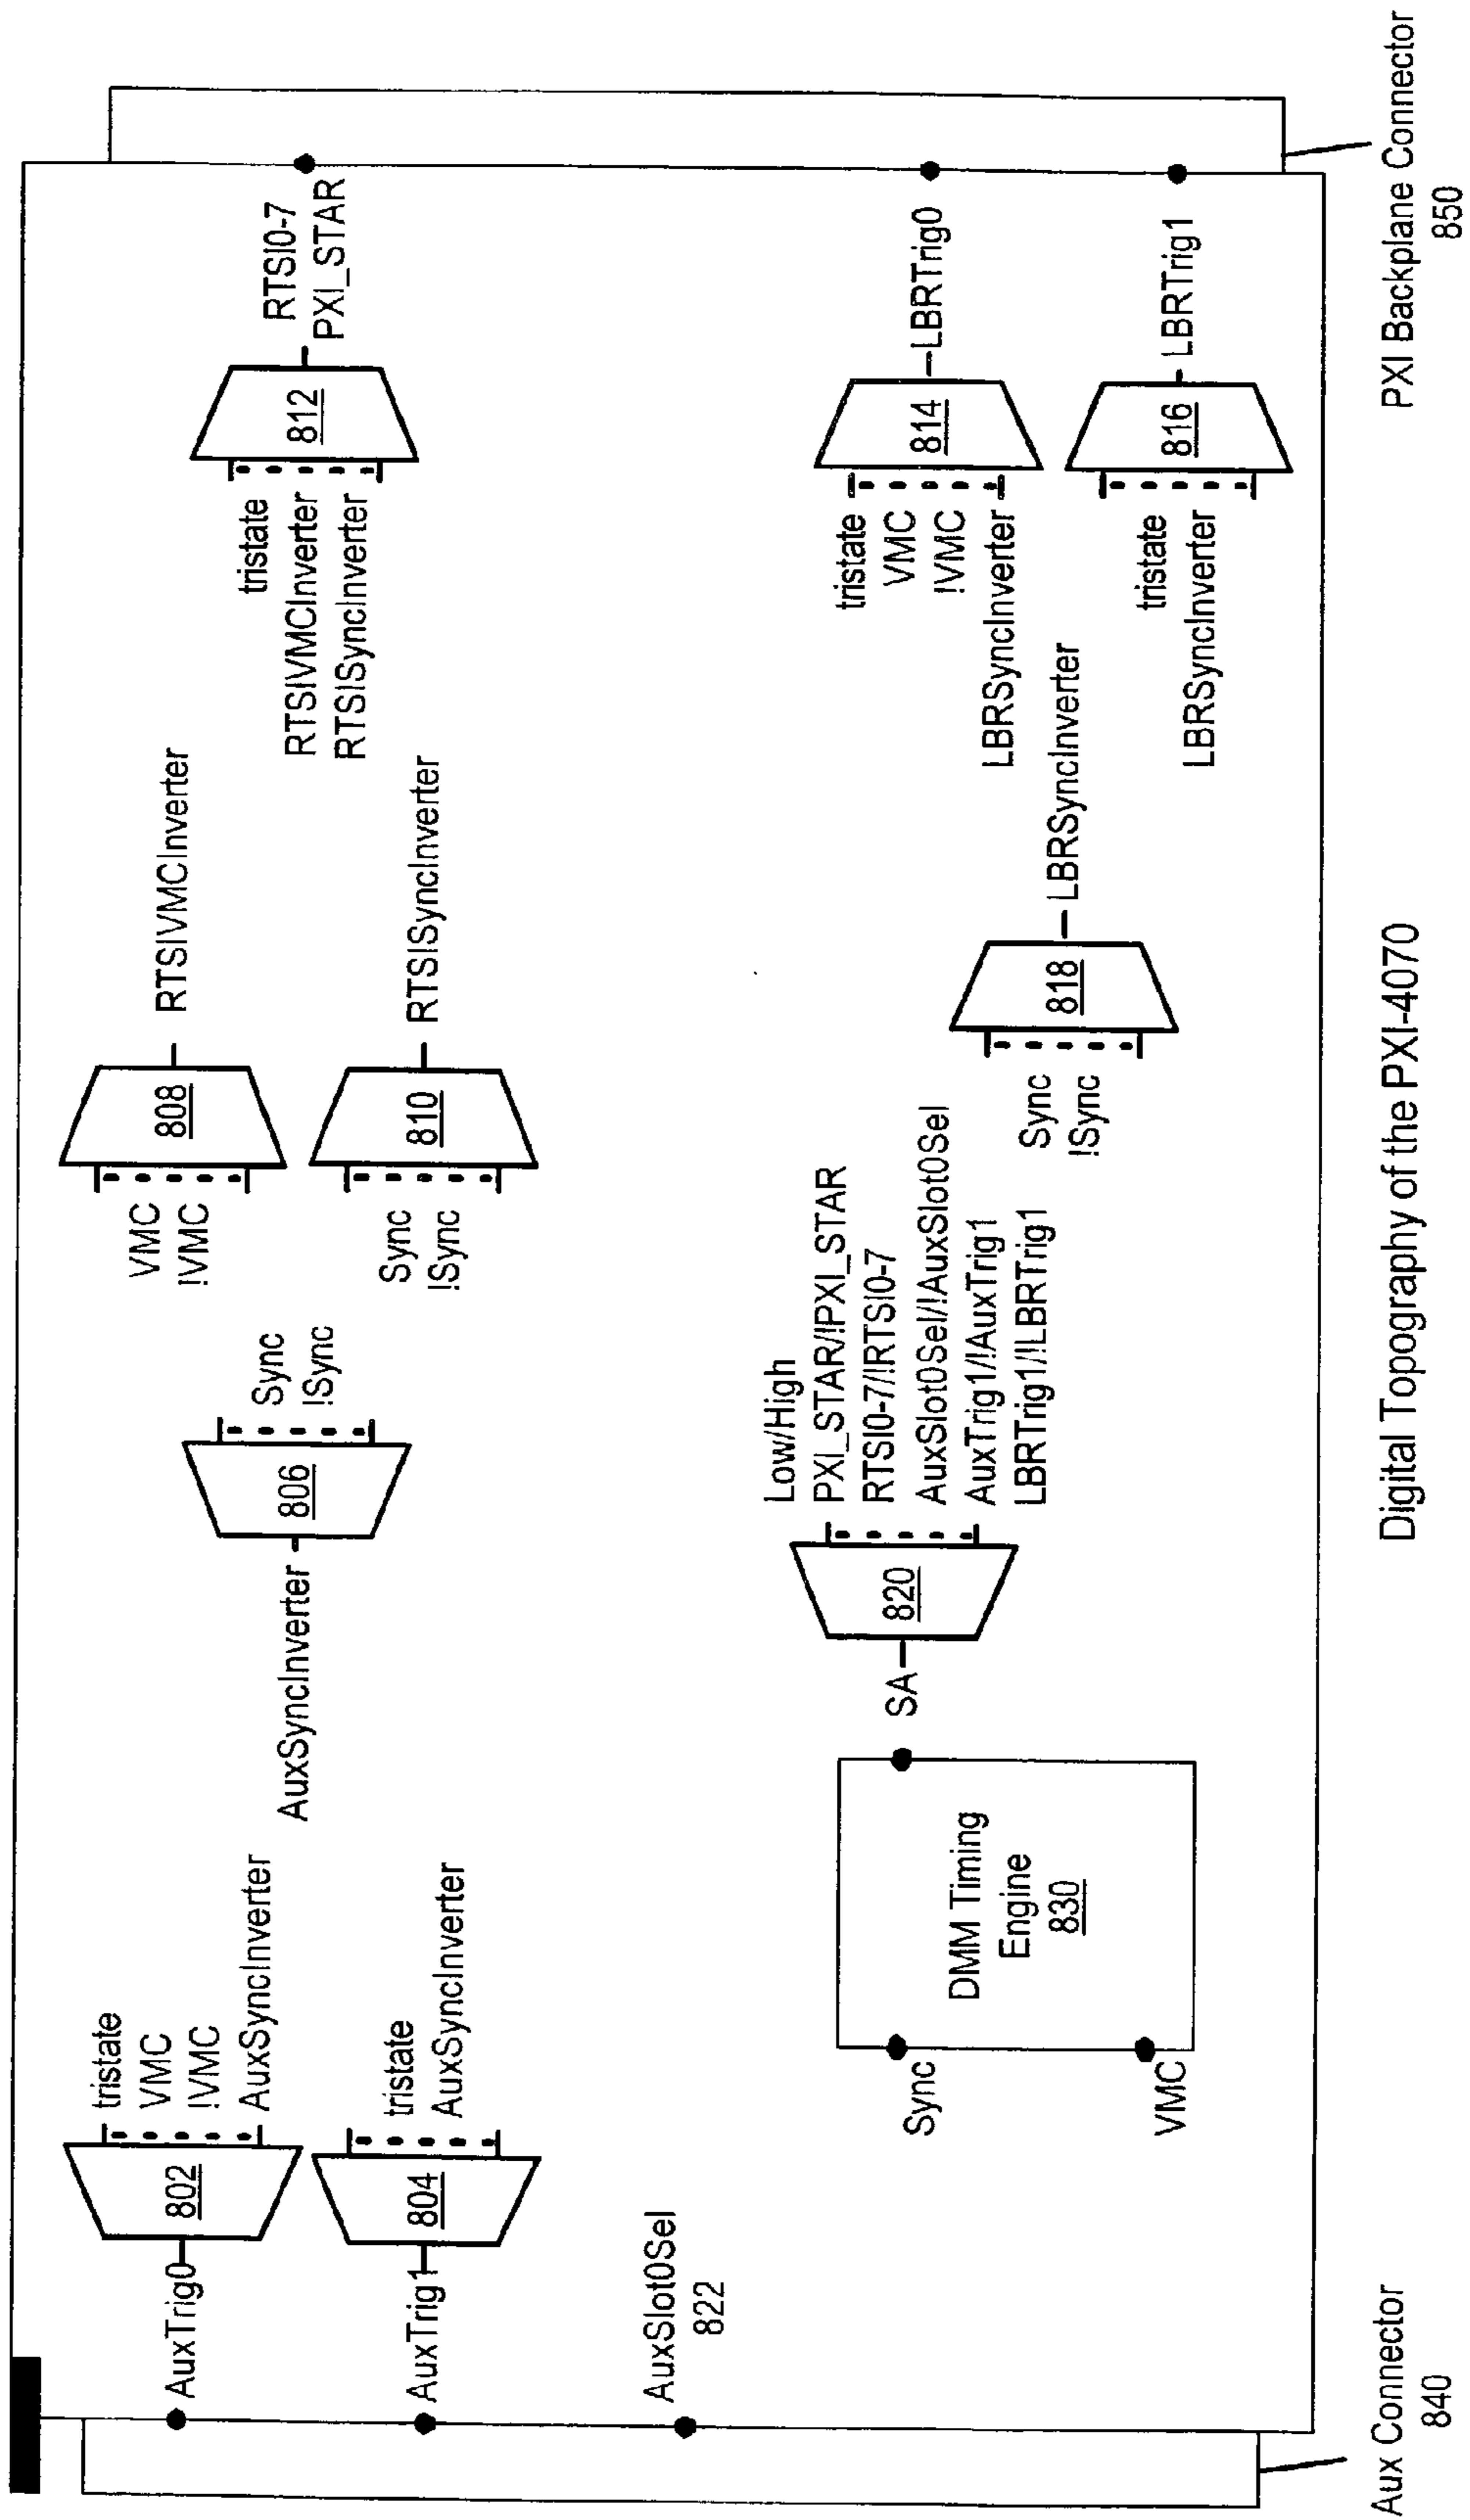 AuxTrig0
802
tristate
VMC
!VMC
AuxSyncInverter
AuxTrig1
804
tristate
AuxSyncInverter
AuxSlot0Sel
822
AuxSyncInverter
806
Sync
!Sync
VMC
!VMC
808
RTSIVMCInverter
Sync
!Sync
810
RTSISyncInverter
tristate
RTSIVMCInverter
RTSISyncInverter
812
RTSI0-7
PXI_STAR
Sync
VMC
DMM Timing
Engine
830
SA
820
Low/High
PXI_STAR/!PXI_STAR
RTSI0-7/!RTSI0-7
AuxSlot0Sel/!AuxSlot0Sel
AuxTrig1/!AuxTrig1
LBRTrig1/!LBRTrig1
Sync
!Sync
818
LBRSyncInverter
tristate
VMC
!VMC
LBRSyncInverter
814
LBRTrig0
tristate
LBRSyncInverter
816
LBRTrig1
Aux Connector
840
Digital Topography of the PXI-4070
PXI Backplane Connector
850